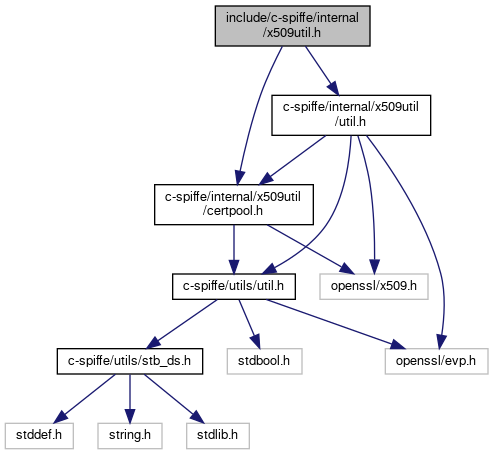 include/c-spiffe/internal
/x509util.h
c-spiffe/internal/x509util
/util.h
c-spiffe/internal/x509util
/certpool.h
c-spiffe/utils/util.h
openssl/x509.h
c-spiffe/utils/stb_ds.h
stdbool.h
openssl/evp.h
stddef.h
string.h
stdlib.h